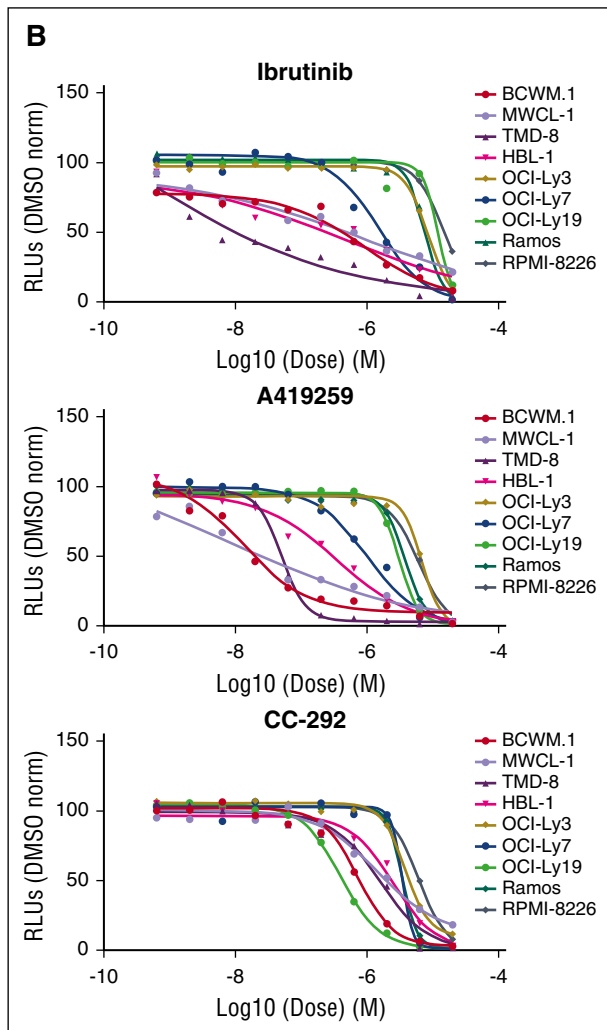 B
Ibrutinib
RLUs (DMSO norm)
150
100
50
0
-10
-8
-6
-4
Log10 (Dose) (M)
BCWM.1
MWCL-1
TMD-8
HBL-1
OCI-Ly3
OCI-Ly7
OCI-Ly19
Ramos
RPMI-8226
A419259
RLUs (DMSO norm)
150
100
50
0
-10
-8
-6
-4
Log10 (Dose) (M)
BCWM.1
MWCL-1
TMD-8
HBL-1
OCI-Ly3
OCI-Ly7
OCI-Ly19
Ramos
RPMI-8226
CC-292
RLUs (DMSO norm)
150
100
50
0
-10
-8
-6
-4
Log10 (Dose) (M)
BCWM.1
MWCL-1
TMD-8
HBL-1
OCI-Ly3
OCI-Ly7
OCI-Ly19
Ramos
RPMI-8226